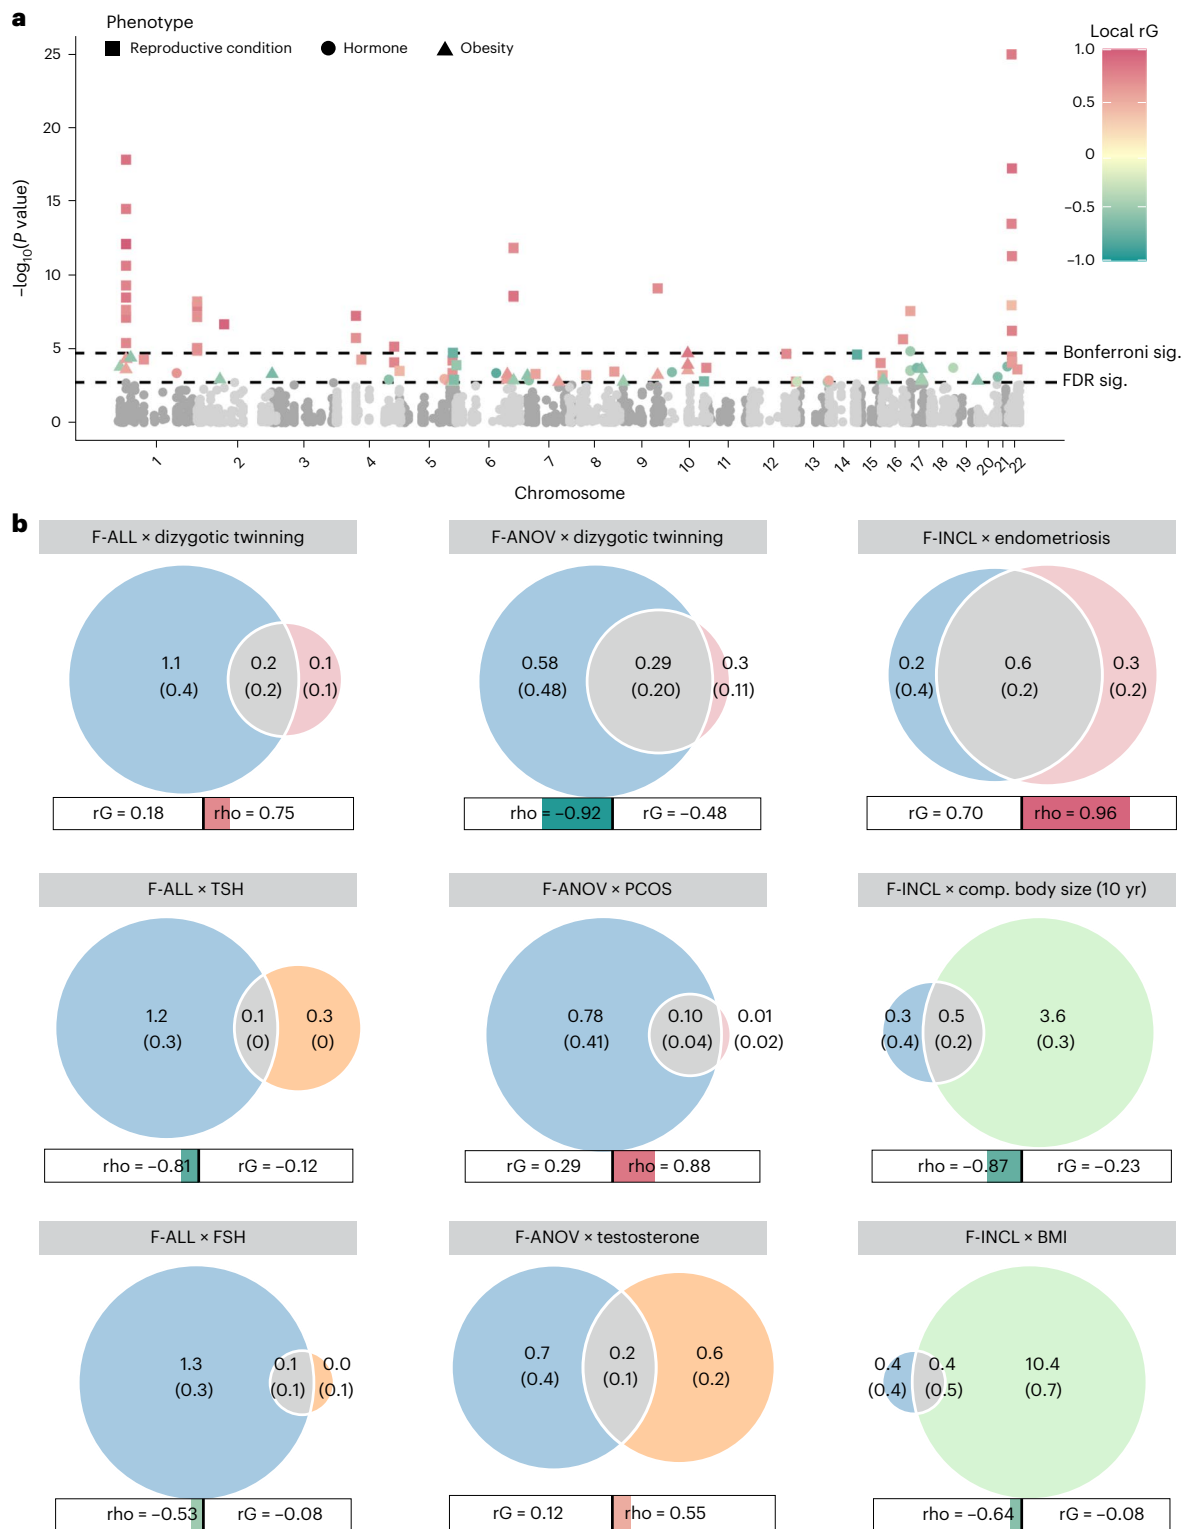 a
Phenotype
Reproductive condition
Hormone
Obesity
Local rG
1.0
0.5
0
−0.5
−1.0
25
20
15
10
5
0
−log10(P value)
Bonferroni sig.
FDR sig.
1
2
3
4
5
6
7
8
9
10
11
12
13
14
15
16
17
18
19
20
21
22
Chromosome
b
F-ALL × dizygotic twinning
1.1
(0.4)
0.2
(0.2)
0.1
(0.1)
rG = 0.18
rho = 0.75
F-ANOV × dizygotic twinning
0.58
(0.48)
0.29
(0.20)
0.3
(0.11)
rho = −0.92
rG = −0.48
F-INCL × endometriosis
0.2
(0.4)
0.6
(0.2)
0.3
(0.2)
rG = 0.70
rho = 0.96
F-ALL × TSH
1.2
(0.3)
0.1
(0)
0.3
(0)
rho = −0.81
rG = −0.12
F-ANOV × PCOS
0.78
(0.41)
0.10
(0.04)
0.01
(0.02)
rG = 0.29
rho = 0.88
F-INCL × comp. body size (10 yr)
0.3
(0.4)
0.5
(0.2)
3.6
(0.3)
rho = −0.87
rG = −0.23
F-ALL × FSH
1.3
(0.3)
0.1
(0.1)
0.0
(0.1)
rho = −0.53
rG = −0.08
F-ANOV × testosterone
0.7
(0.4)
0.2
(0.1)
0.6
(0.2)
rG = 0.12
rho = 0.55
F-INCL × BMI
0.4
(0.4)
0.4
(0.5)
10.4
(0.7)
rho = −0.64
rG = −0.08